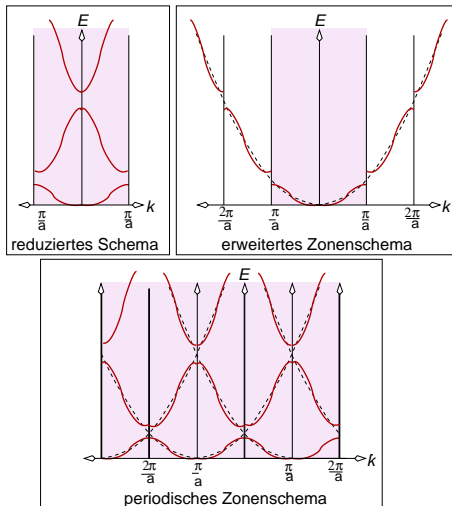 E
π/a π/a k
reduziertes Schema
E
2π/a π/a π/a 2π/a k
erweitertes Zonenschema
E
2π/a π/a π/a 2π/a k
periodisches Zonenschema